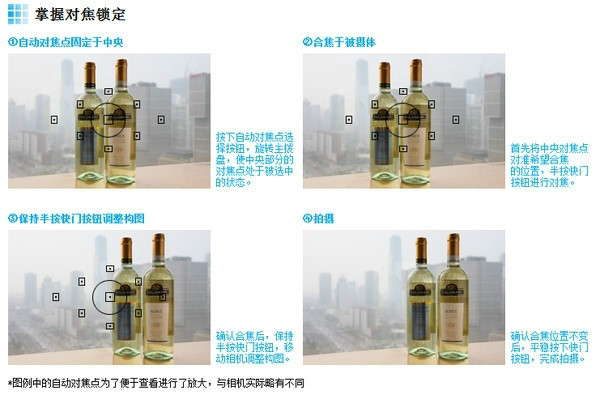 掌握对焦锁定
①自动对焦点固定于中央
②合焦于被摄体
按下自动对焦点选
择按钮，旋转主拨
盘，使中央部分的
对焦点处于被选中
的状态。
首先将中央对焦点
对准希望合焦
的位置，半按快门
按钮进行对焦。
③保持半按快门按钮调整构图
④拍摄
确认合焦后，保持
半按快门按钮，移
动相机调整构图。
确认合焦位置不变
后，平稳按下快门
按钮，完成拍摄。
*图例中的自动对焦点为了便于查看进行了放大，与相机实际略有不同